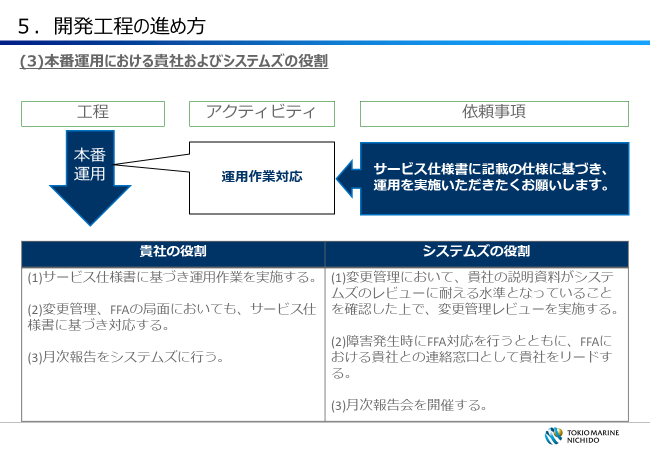 ５．開発工程の進め方
(3)本番運用における貴社およびシステムズの役割
工程
アクティビティ
依頼事項
本番
運用
運用作業対応
サービス仕様書に記載の仕様に基づき、
運用を実施いただきたくお願いします。
貴社の役割
システムズの役割
(1)サービス仕様書に基づき運用作業を実施する。
(2)変更管理、FFAの局面においても、サービス仕
様書に基づき対応する。
(3)月次報告をシステムズに行う。
(1)変更管理において、貴社の説明資料がシステ
ムズのレビューに耐える水準となっていること
を確認した上で、変更管理レビューを実施する。
(2)障害発生時にFFA対応を行うとともに、FFAに
おける貴社との連絡窓口として貴社をリードす
る。
(3)月次報告会を開催する。
TOKIO MARINE
NICHIDO